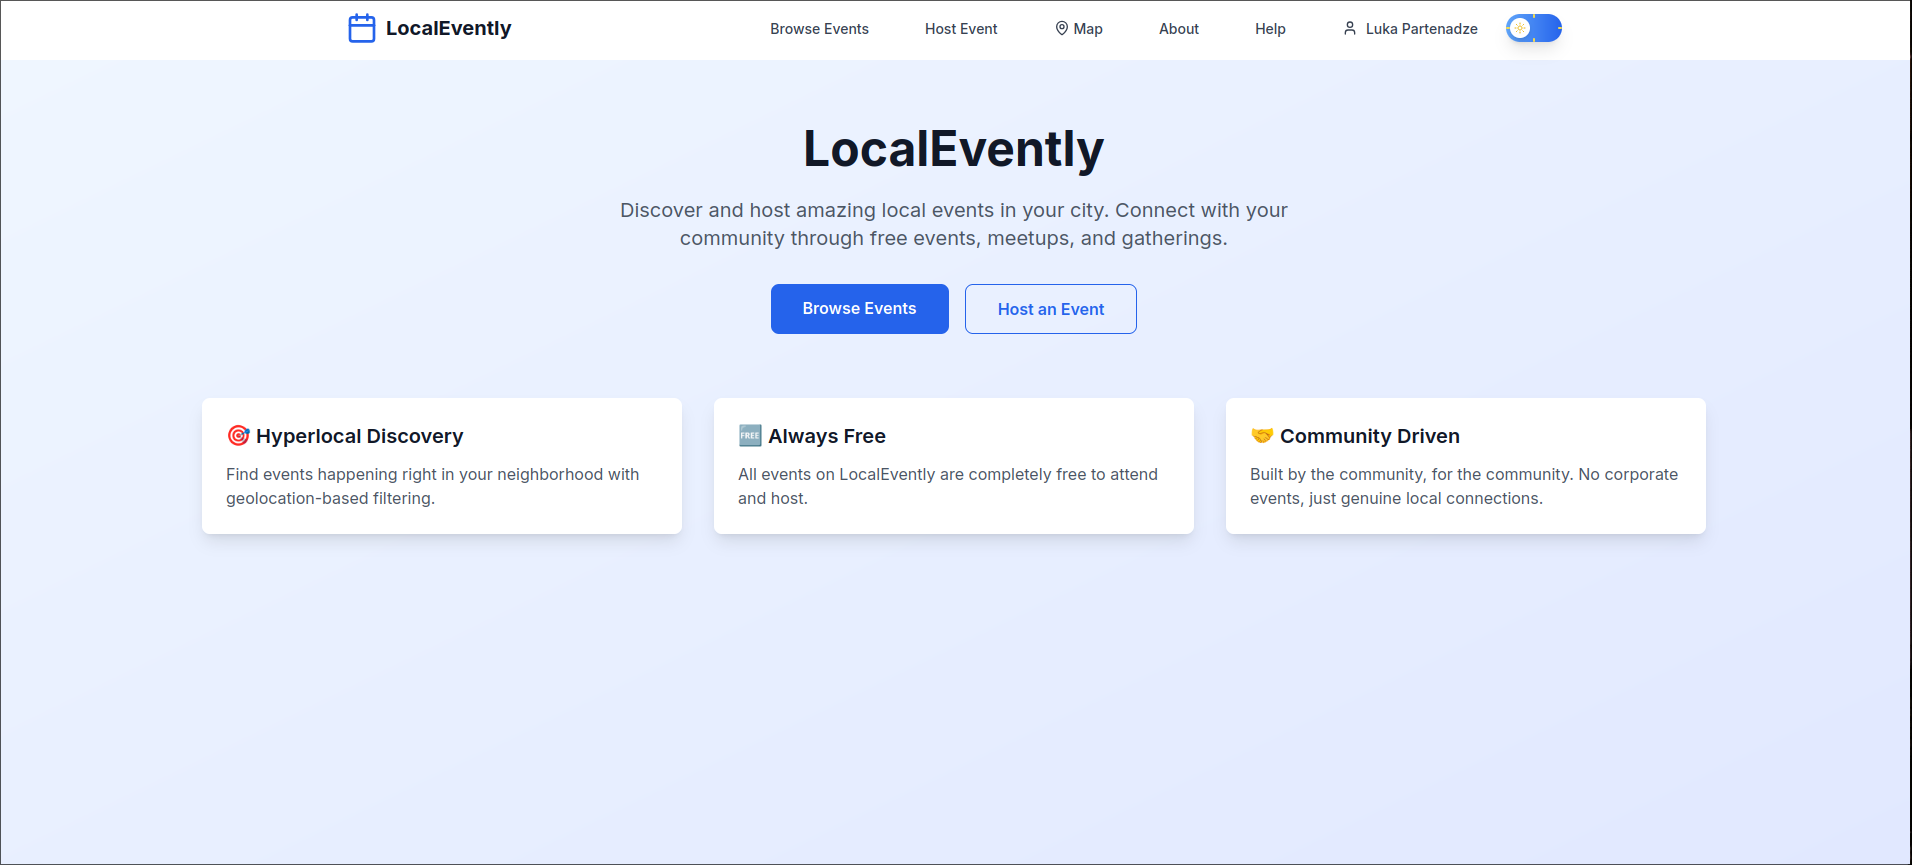 LocalEvently
Browse Events
Host Event
Map
About
Help
Luka Partenadze
LocalEvently
Discover and host amazing local events in your city. Connect with your
community through free events, meetups, and gatherings.
Browse Events
Host an Event
🎯 Hyperlocal Discovery
Find events happening right in your neighborhood with
geolocation-based filtering.
🆓 Always Free
All events on LocalEvently are completely free to attend
and host.
🤝 Community Driven
Built by the community, for the community. No corporate
events, just genuine local connections.